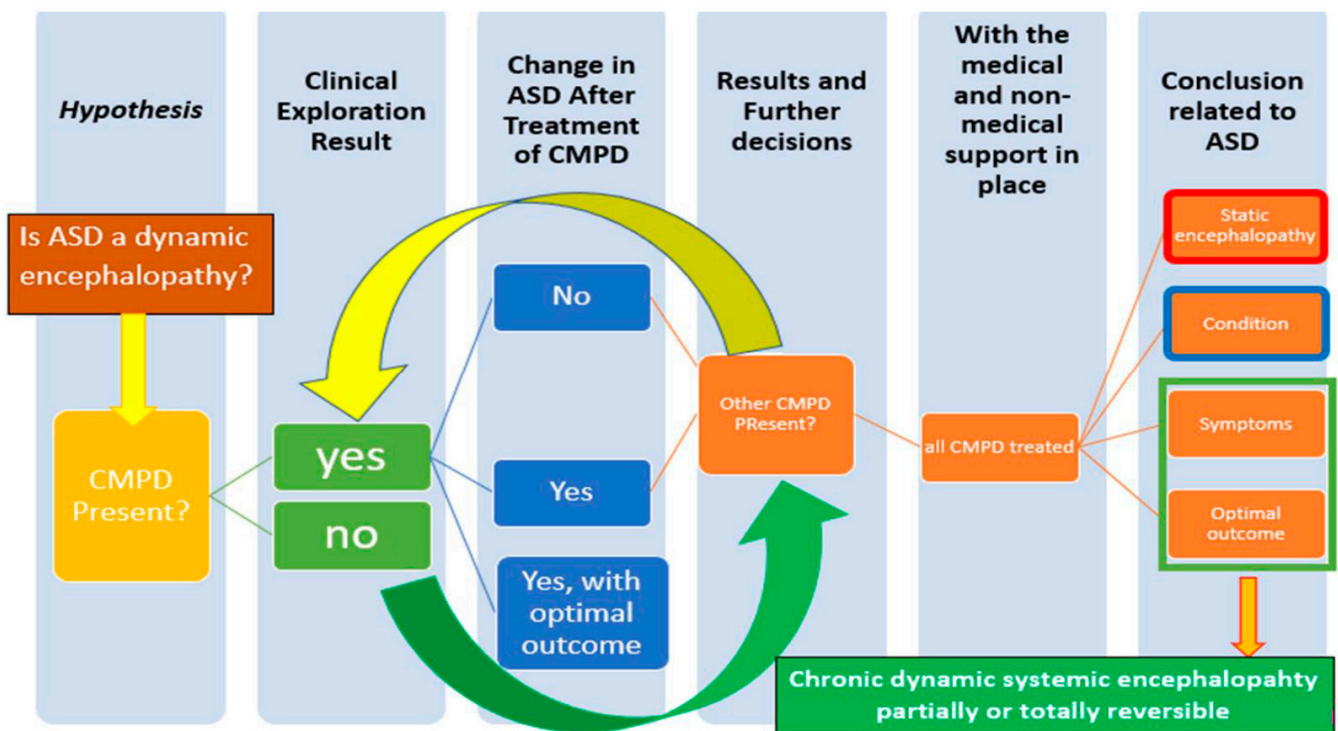 Hypothesis
Clinical
Exploration
Result
Change in
ASD After
Treatment
of CMPD
Results and
Further
decisions
With the
medical
and non-
medical
support in
place
Conclusion
related to
ASD
Is ASD a dynamic
encephalopathy?
CMPD
Present?
yes
no
No
Yes
Yes, with
optimal
outcome
Other CMPD
PResent?
all CMPD treated
Static
encephalopathy
Condition
Symptoms
Optimal
outcome
Chronic dynamic systemic encephalopahty
partially or totally reversible